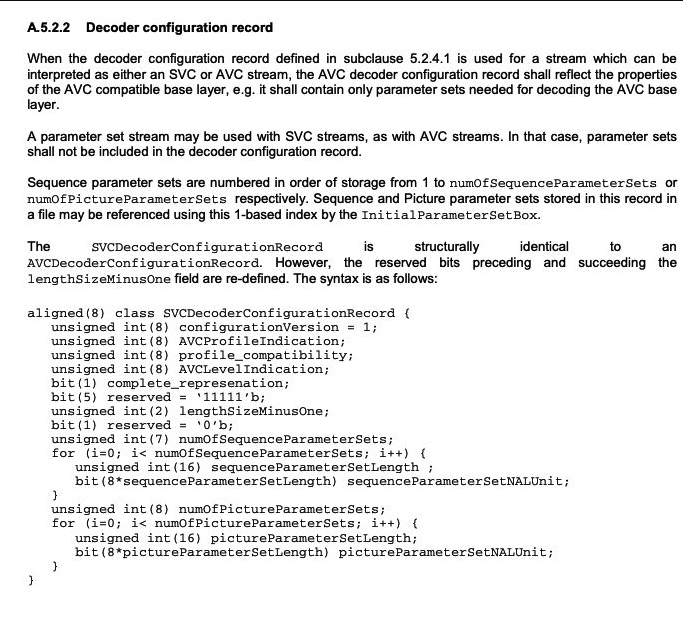 A.5.2.2 Decoder configuration record
When the decoder configuration record defined in subclause 5.2.4.1 is used for a stream which can be
interpreted as either an SVC or AVC stream, the AVC decoder configuration record shall reflect the properties
of the AVC compatible base layer, e.g. it shall contain only parameter sets needed for decoding the AVC base
layer.
A parameter set stream may be used with SVC streams, as with AVC streams. In that case, parameter sets
shall not be included in the decoder configuration record.
Sequence parameter sets are numbered in order of storage from 1 to numOfSequenceParameterSets or
numOfPictureParameterSets respectively. Sequence and Picture parameter sets stored in this record in
a file may be referenced using this 1-based index by the InitialParameterSetBox.
The SVCDecoderConfigurationRecord is structurally identical to an
AVCDecoderConfigurationRecord. However, the reserved bits preceding and succeeding the
lengthSizeMinusOne field are re-defined. The syntax is as follows:
aligned(8) class SVCDecoderConfigurationRecord {
unsigned int(8) configurationVersion = 1;
unsigned int(8) AVCProfileIndication;
unsigned int(8) profile_compatibility;
unsigned int(8) AVCLevelIndication;
bit(1) complete_represenation;
bit(5) reserved = '11111'b;
unsigned int(2) lengthSizeMinusOne;
bit(1) reserved = '0'b;
unsigned int(7) numOfSequenceParameterSets;
for (i=0; i< numOfSequenceParameterSets; i++) {
unsigned int(16) sequenceParameterSetLength ;
bit(8*sequenceParameterSetLength) sequenceParameterSetNALUnit;
}
unsigned int(8) numOfPictureParameterSets;
for (i=0; i< numOfPictureParameterSets; i++) {
unsigned int(16) pictureParameterSetLength;
bit(8*pictureParameterSetLength) pictureParameterSetNALUnit;
}
}